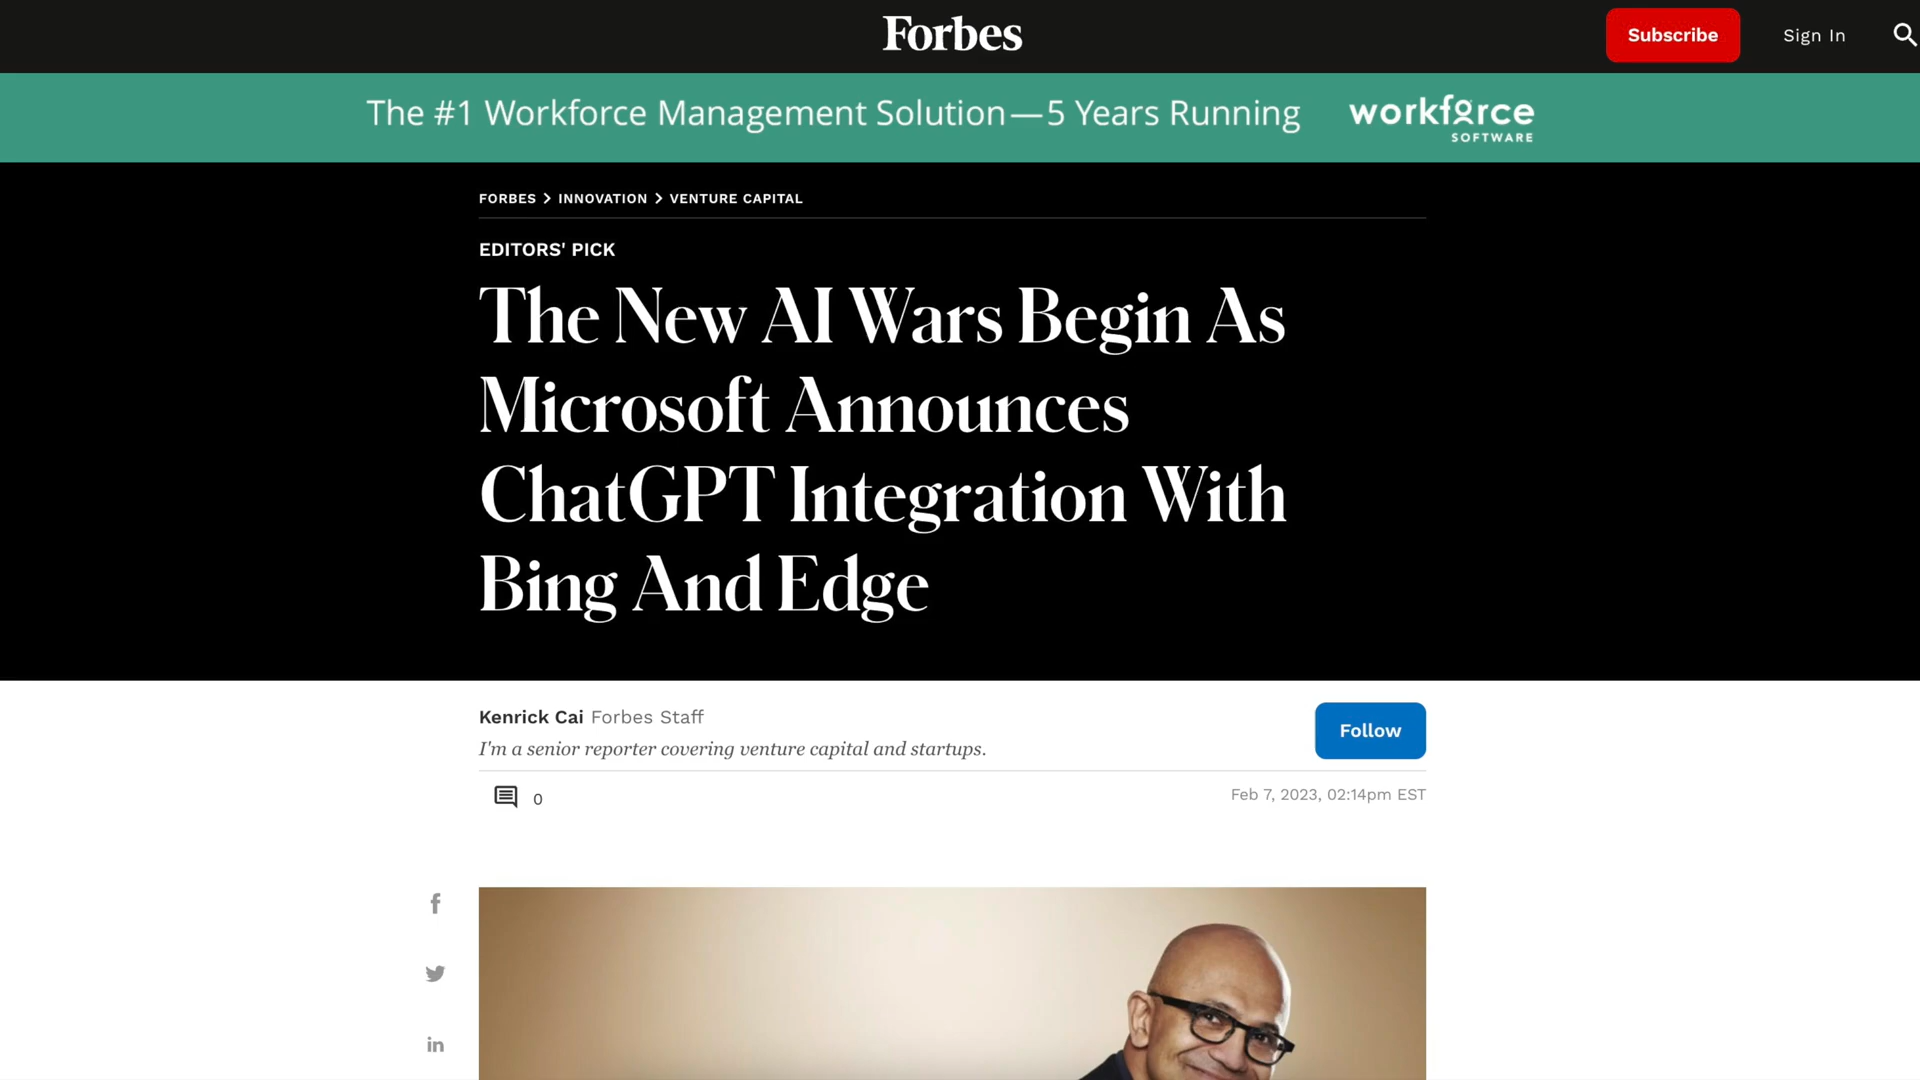 Forbes
Subscribe
Sign In
The #1 Workforce Management Solution—5 Years Running
workforce
SOFTWARE
FORBES > INNOVATION > VENTURE CAPITAL
EDITORS' PICK
The New AI Wars Begin As
Microsoft Announces
ChatGPT Integration With
Bing And Edge
Kenrick Cai Forbes Staff
Follow
I'm a senior reporter covering venture capital and startups.
0
Feb 7, 2023, 02:14pm EST